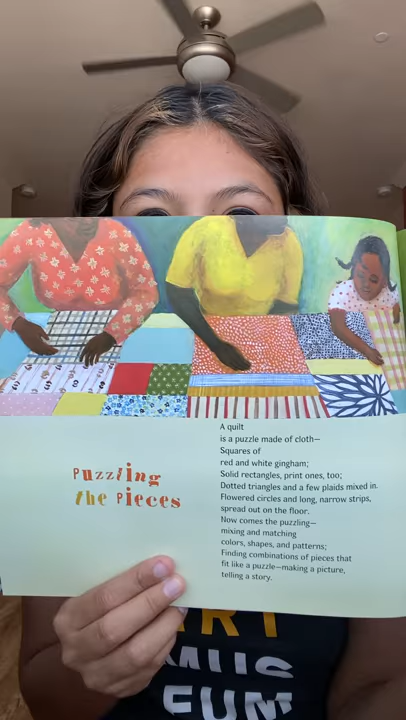 Puzzling
the Pieces
A quilt
is a puzzle made of cloth—
Squares of
red and white gingham;
Solid rectangles, print ones, too;
Dotted triangles and a few plaids mixed in.
Flowered circles and long, narrow strips,
spread out on the floor.
Now comes the puzzling—
mixing and matching
colors, shapes, and patterns;
Finding combinations of pieces that
fit like a puzzle—making a picture,
telling a story.